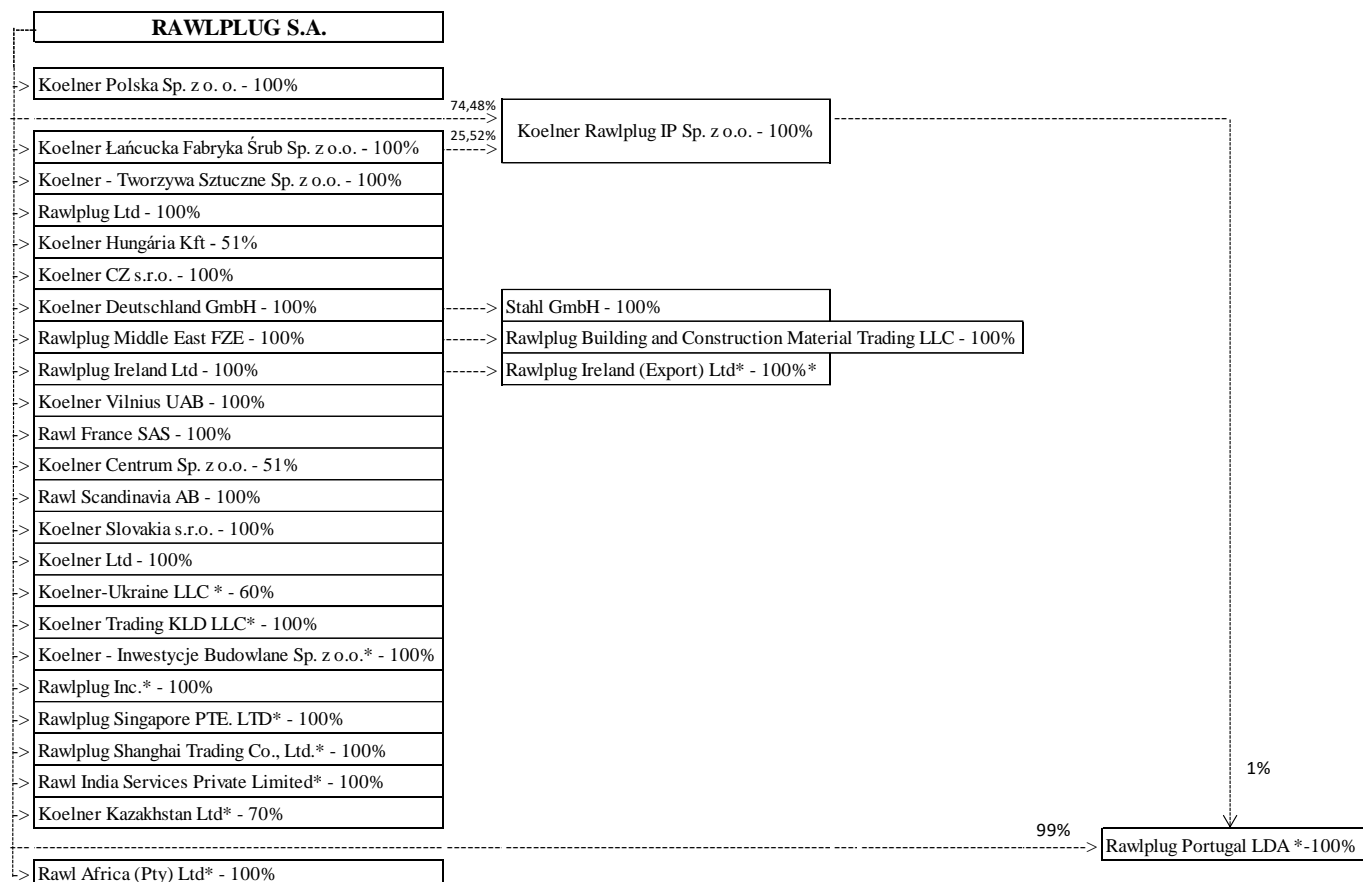 RAWLPLUG S.A.
Koelner Polska Sp. z o. o. - 100%
74,48%
Koelner Rawlplug IP Sp. z o.o. - 100%
25,52%
Koelner Łańcucka Fabryka Śrub Sp. z o.o. - 100%
Koelner - Tworzywa Sztuczne Sp. z o.o. - 100%
Rawlplug Ltd - 100%
Koelner Hungária Kft - 51%
Koelner CZ s.r.o. - 100%
Koelner Deutschland GmbH - 100%
Stahl GmbH - 100%
Rawlplug Middle East FZE - 100%
Rawlplug Building and Construction Material Trading LLC - 100%
Rawlplug Ireland Ltd - 100%
Rawlplug Ireland (Export) Ltd* - 100%*
Koelner Vilnius UAB - 100%
Rawl France SAS - 100%
Koelner Centrum Sp. z o.o. - 51%
Rawl Scandinavia AB - 100%
Koelner Slovakia s.r.o. - 100%
Koelner Ltd - 100%
Koelner-Ukraine LLC * - 60%
Koelner Trading KLD LLC* - 100%
Koelner - Inwestycje Budowlane Sp. z o.o.* - 100%
Rawlplug Inc.* - 100%
Rawlplug Singapore PTE. LTD* - 100%
Rawlplug Shanghai Trading Co., Ltd.* - 100%
Rawl India Services Private Limited* - 100%
1%
Koelner Kazakhstan Ltd* - 70%
99%
Rawlplug Portugal LDA *-100%
Rawl Africa (Pty) Ltd* - 100%